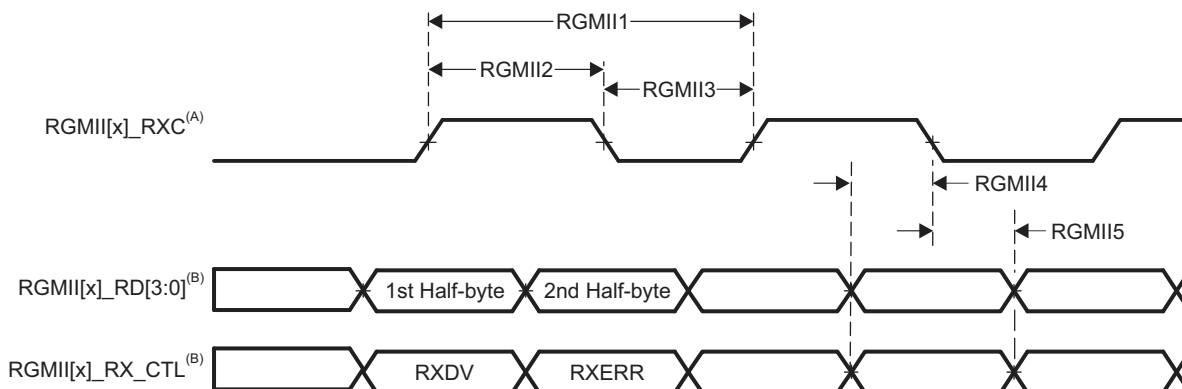 RGMII1
RGMII2
RGMII3
RGMII[x]_RXC(A)
RGMII4
RGMII5
RGMII[x]_RD[3:0](B)
1st Half-byte
2nd Half-byte
RGMII[x]_RX_CTL(B)
RXDV
RXERR